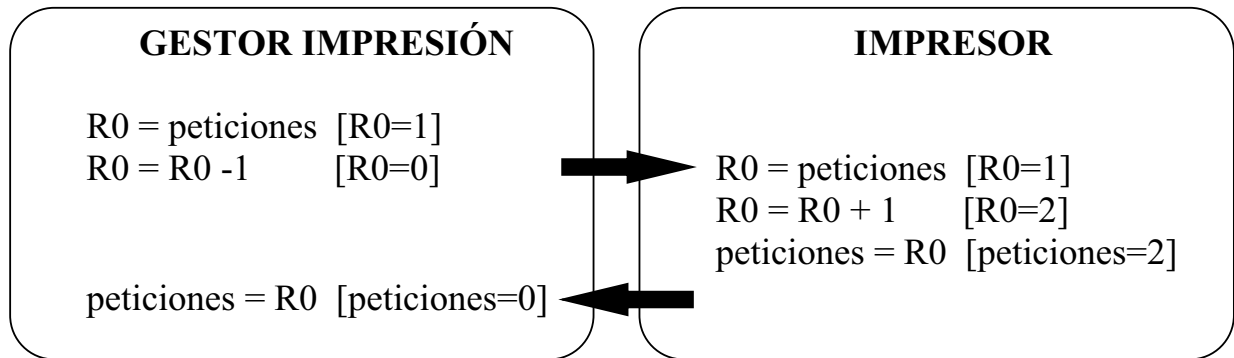 GESTOR IMPRESIÓN
R0 = peticiones [R0=1]
R0 = R0 -1 [R0=0]
peticiones = R0 [peticiones=0]
IMPRESOR
R0 = peticiones [R0=1]
R0 = R0 + 1 [R0=2]
peticiones = R0 [peticiones=2]